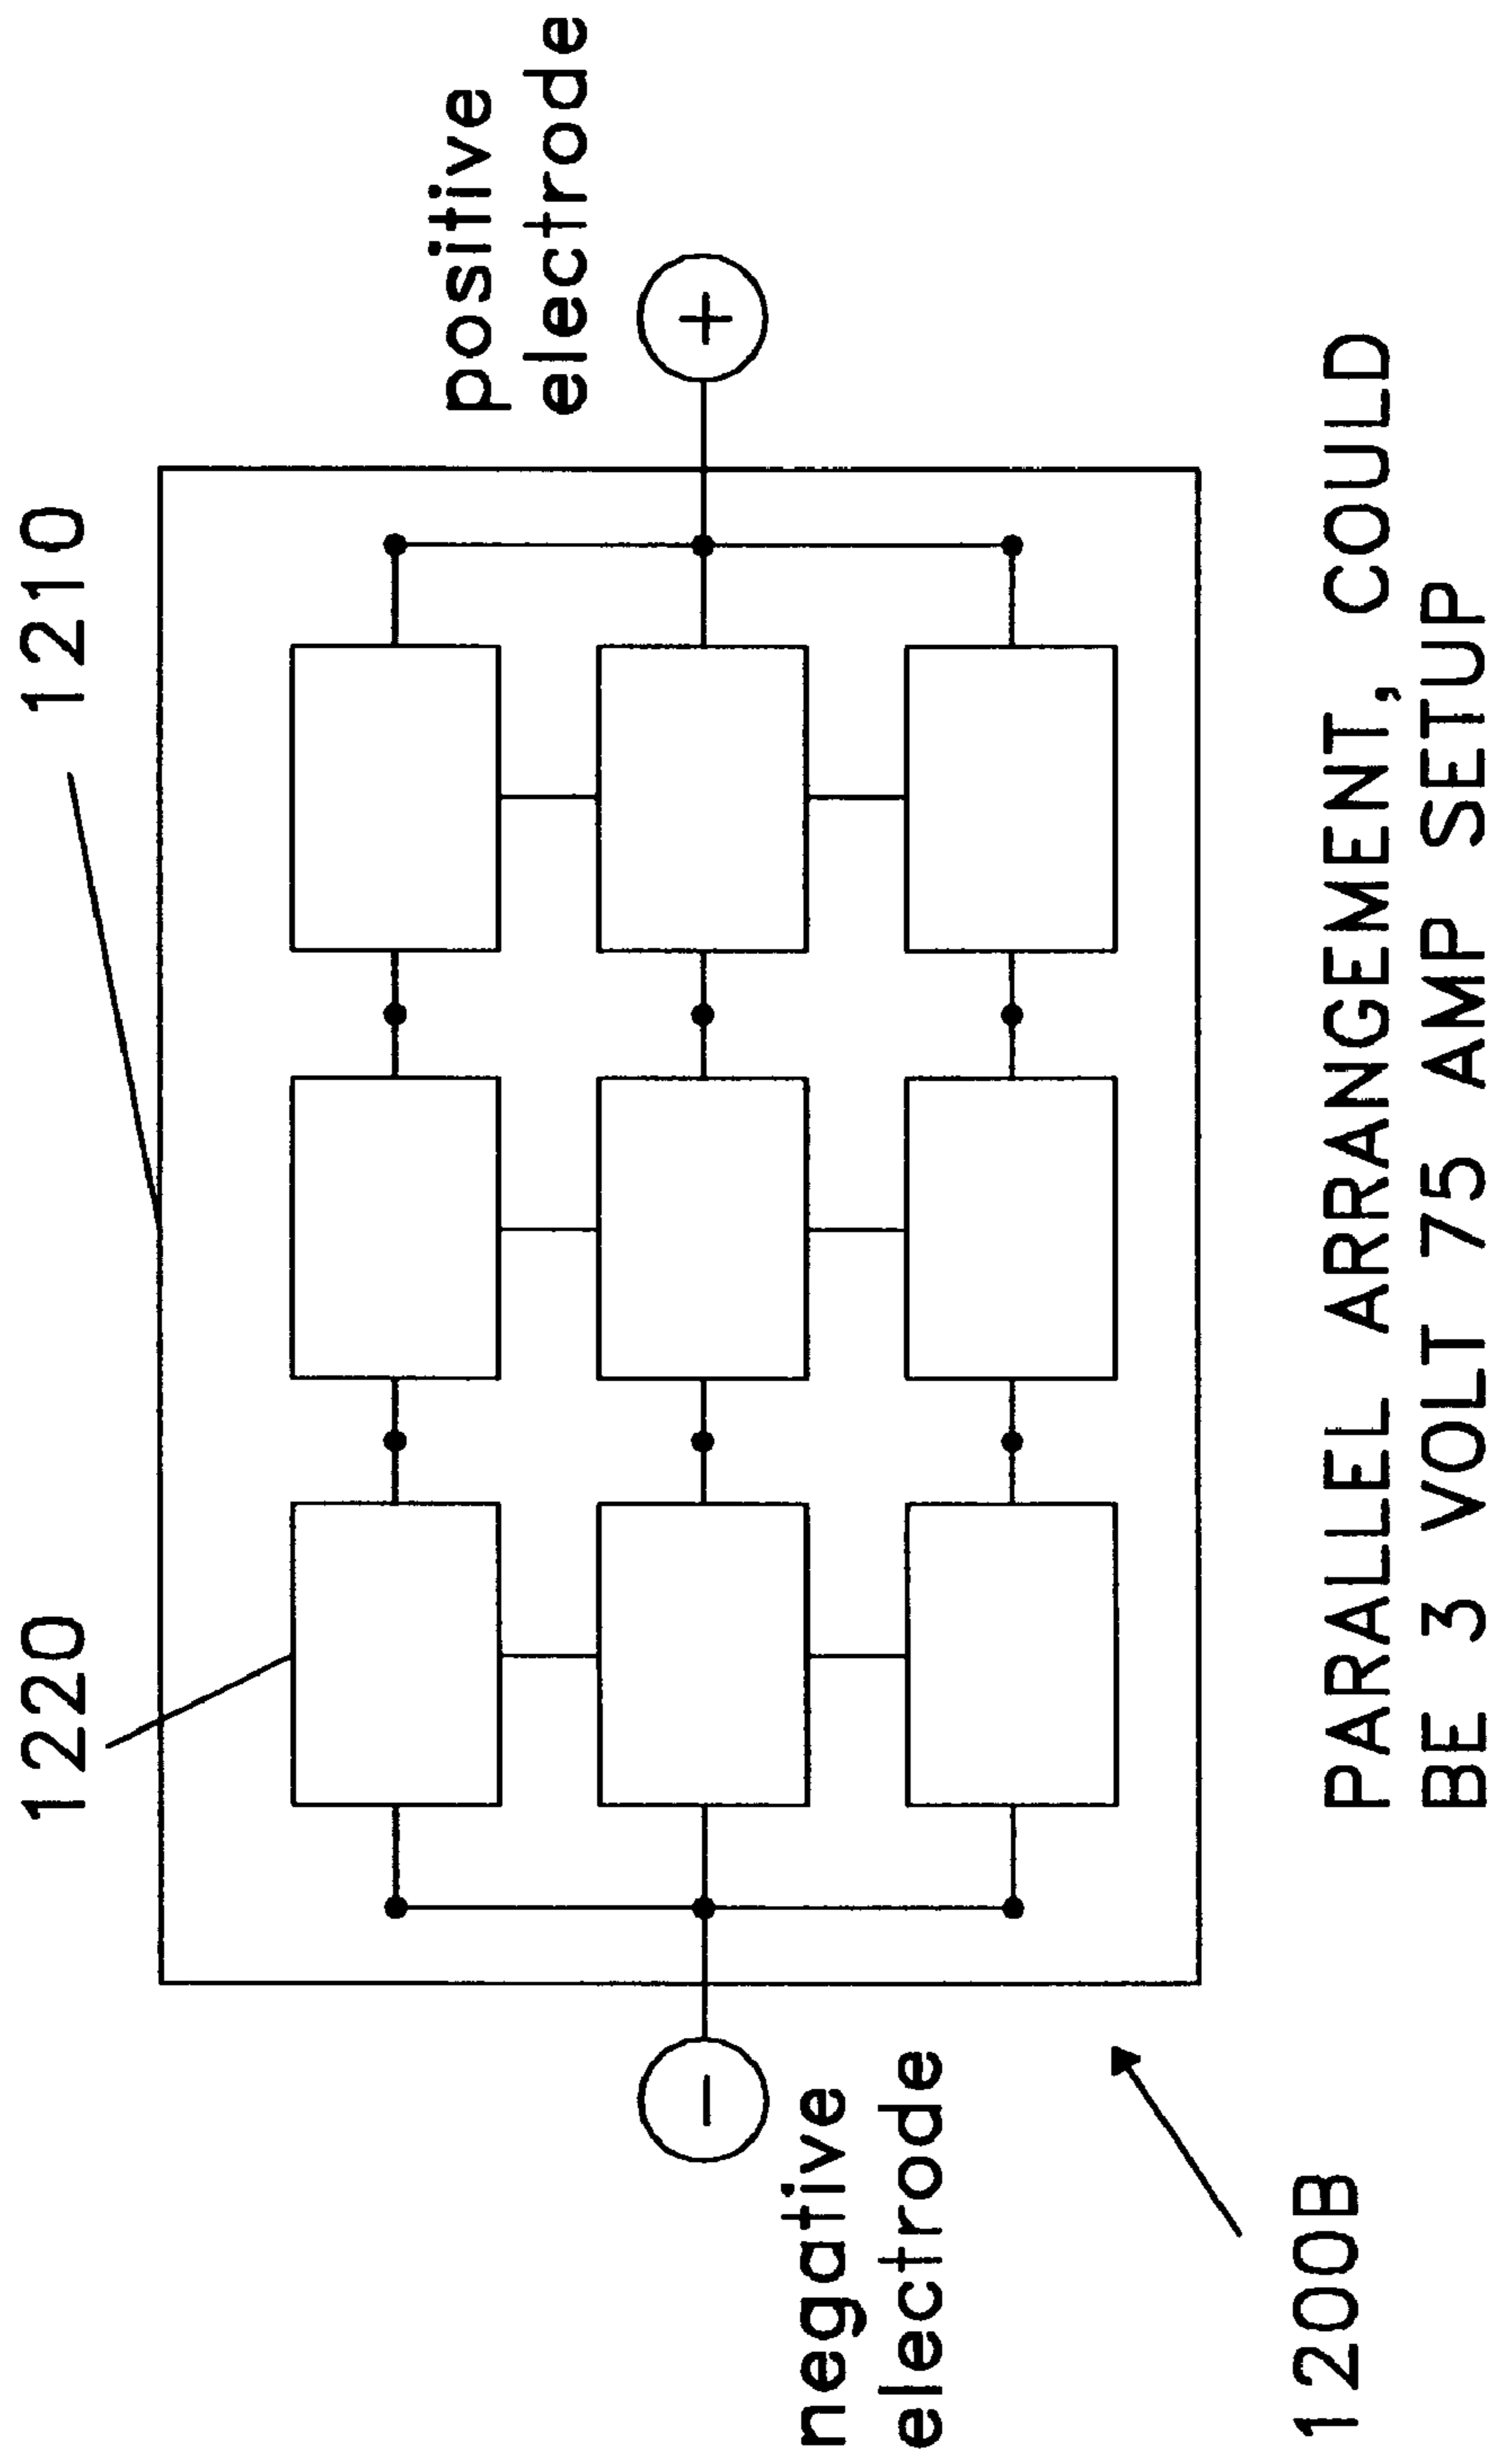 1220
1210
positive
electrode
negative
electrode
+
−
1200B
PARALLEL ARRANGEMENT, COULD
BE 3 VOLT 75 AMP SETUP